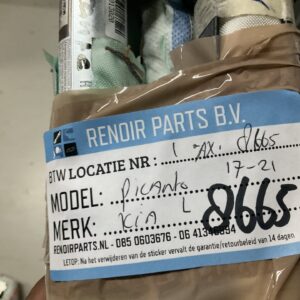 RENOIR PARTS B.V.
BTW LOCATIE NR: 1 AX. 8665
MODEL: Picanto 17-21
MERK: Kia L 8665
RENOIRPARTS.NL - 085 0603676 - 06 41349894
LETOP: Na het verwijderen van de sticker vervalt de garantie/retourbeleid van 14 dagen.